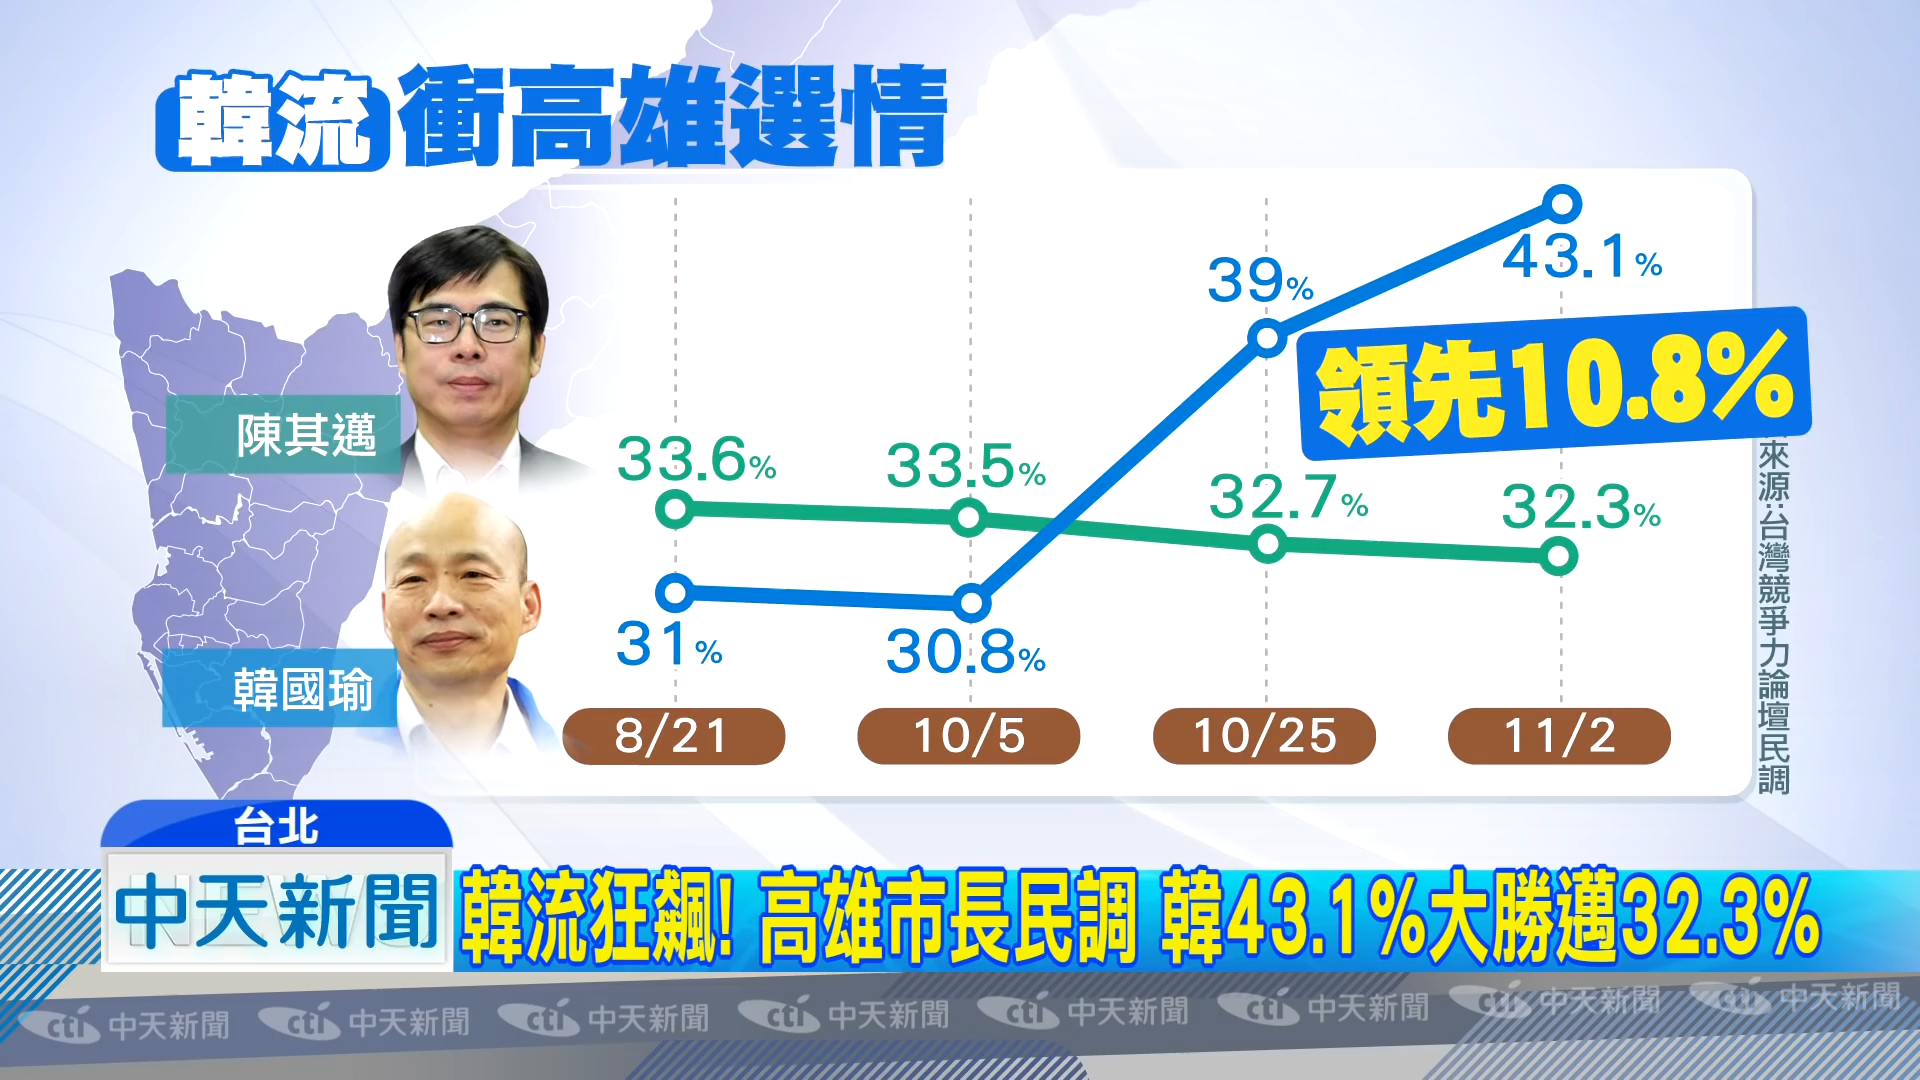 韓流衝高雄選情
陳其邁
韓國瑜
33.6%
33.5%
32.7%
32.3%
31%
30.8%
39%
43.1%
領先10.8%
8/21
10/5
10/25
11/2
來源:台灣競爭力論壇民調
台北
中天新聞
韓流狂飆! 高雄市長民調 韓43.1%大勝邁32.3%
cti 中天新聞 cti 中天新聞 cti 中天新聞 cti 中天新聞 cti 中天新聞 cti 中天新聞 cti 中天新聞 cti 中天新聞